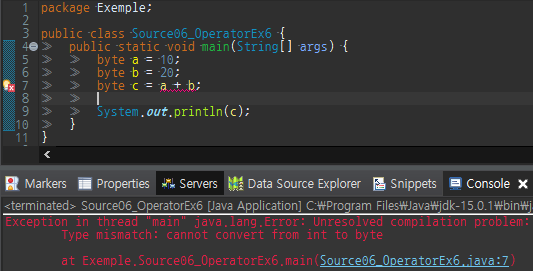 1 package Exemple;
2
3 public class Source06_OperatorEx6 {
4 public static void main(String[] args) {
5 byte a = 10;
6 byte b = 20;
7 byte c = a + b;
8
9 System.out.println(c);
10 }
11 }
Markers Properties Servers Data Source Explorer Snippets Console
<terminated> Source06_OperatorEx6 [Java Application] C:₩Program Files₩Java₩jdk-15.0.1₩bin₩j
Exception in thread "main" java.lang.Error: Unresolved compilation problem:
Type mismatch: cannot convert from int to byte
at Exemple.Source06_OperatorEx6.main(Source06_OperatorEx6.java:7)